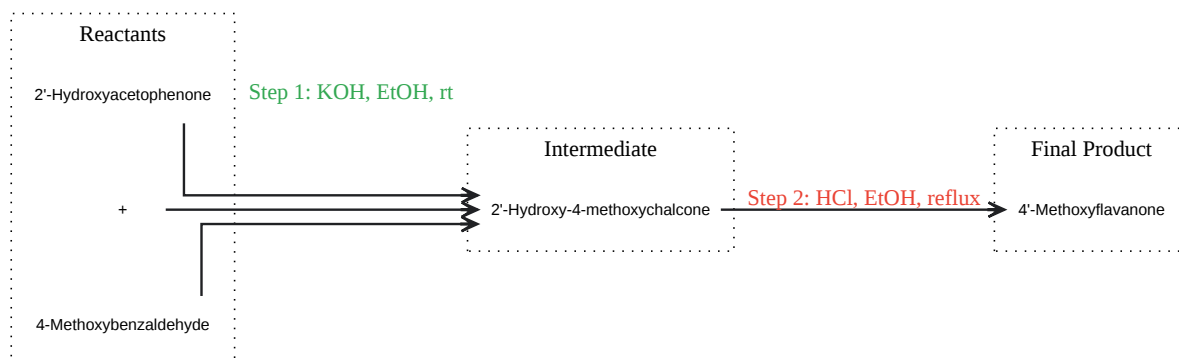 Reactants
2'-Hydroxyacetophenone
Step 1: KOH, EtOH, rt
Intermediate
Final Product
+
2'-Hydroxy-4-methoxychalcone
Step 2: HCl, EtOH, reflux
4'-Methoxyflavanone
4-Methoxybenzaldehyde